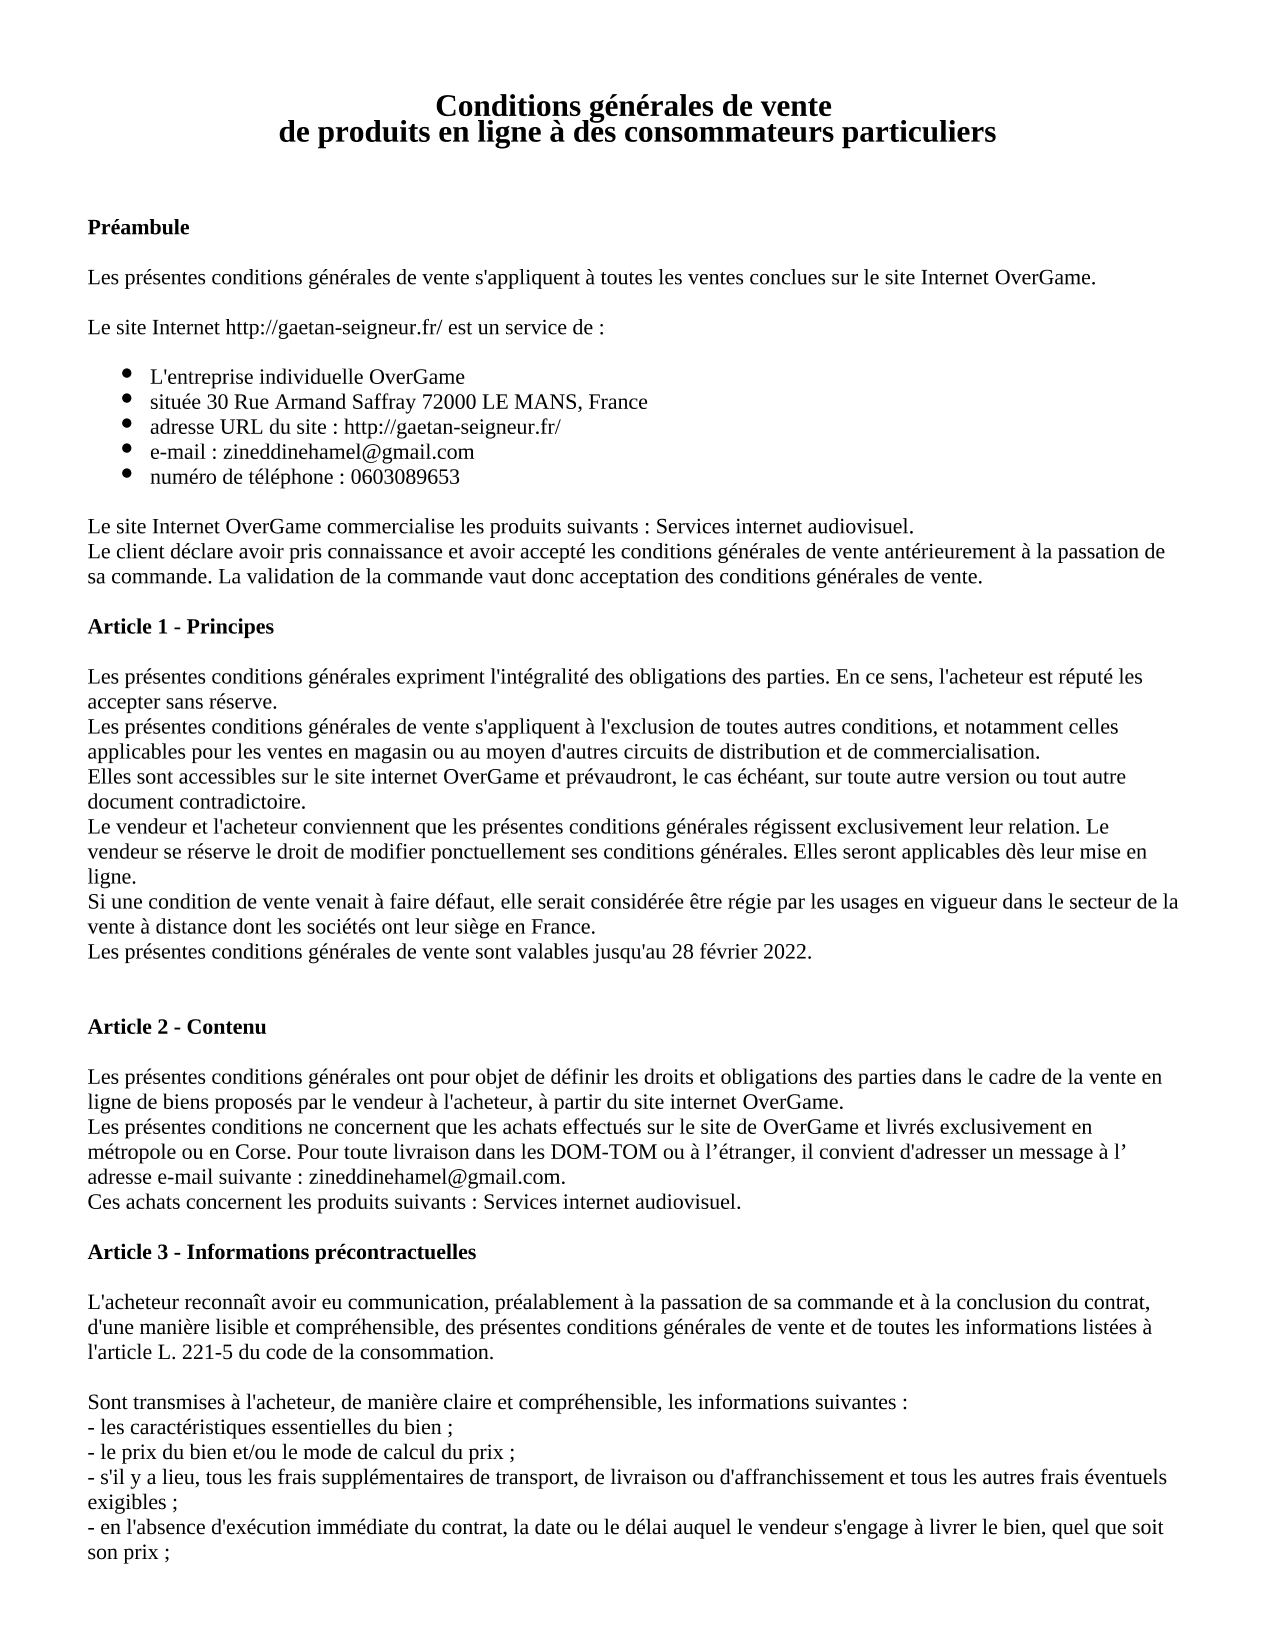 Conditions générales de vente
de produits en ligne à des consommateurs particuliers
Préambule
Les présentes conditions générales de vente s'appliquent à toutes les ventes conclues sur le site Internet OverGame.
Le site Internet http://gaetan-seigneur.fr/ est un service de :
• L'entreprise individuelle OverGame
• située 30 Rue Armand Saffray 72000 LE MANS, France
• adresse URL du site : http://gaetan-seigneur.fr/
• e-mail : zineddinehamel@gmail.com
• numéro de téléphone : 0603089653
Le site Internet OverGame commercialise les produits suivants : Services internet audiovisuel.
Le client déclare avoir pris connaissance et avoir accepté les conditions générales de vente antérieurement à la passation de
sa commande. La validation de la commande vaut donc acceptation des conditions générales de vente.
Article 1 - Principes
Les présentes conditions générales expriment l'intégralité des obligations des parties. En ce sens, l'acheteur est réputé les
accepter sans réserve.
Les présentes conditions générales de vente s'appliquent à l'exclusion de toutes autres conditions, et notamment celles
applicables pour les ventes en magasin ou au moyen d'autres circuits de distribution et de commercialisation.
Elles sont accessibles sur le site internet OverGame et prévaudront, le cas échéant, sur toute autre version ou tout autre
document contradictoire.
Le vendeur et l'acheteur conviennent que les présentes conditions générales régissent exclusivement leur relation. Le
vendeur se réserve le droit de modifier ponctuellement ses conditions générales. Elles seront applicables dès leur mise en
ligne.
Si une condition de vente venait à faire défaut, elle serait considérée être régie par les usages en vigueur dans le secteur de la
vente à distance dont les sociétés ont leur siège en France.
Les présentes conditions générales de vente sont valables jusqu'au 28 février 2022.
Article 2 - Contenu
Les présentes conditions générales ont pour objet de définir les droits et obligations des parties dans le cadre de la vente en
ligne de biens proposés par le vendeur à l'acheteur, à partir du site internet OverGame.
Les présentes conditions ne concernent que les achats effectués sur le site de OverGame et livrés exclusivement en
métropole ou en Corse. Pour toute livraison dans les DOM-TOM ou à l’étranger, il convient d'adresser un message à l’
adresse e-mail suivante : zineddinehamel@gmail.com.
Ces achats concernent les produits suivants : Services internet audiovisuel.
Article 3 - Informations précontractuelles
L'acheteur reconnaît avoir eu communication, préalablement à la passation de sa commande et à la conclusion du contrat,
d'une manière lisible et compréhensible, des présentes conditions générales de vente et de toutes les informations listées à
l'article L. 221-5 du code de la consommation.
Sont transmises à l'acheteur, de manière claire et compréhensible, les informations suivantes :
- les caractéristiques essentielles du bien ;
- le prix du bien et/ou le mode de calcul du prix ;
- s'il y a lieu, tous les frais supplémentaires de transport, de livraison ou d'affranchissement et tous les autres frais éventuels
exigibles ;
- en l'absence d'exécution immédiate du contrat, la date ou le délai auquel le vendeur s'engage à livrer le bien, quel que soit
son prix ;